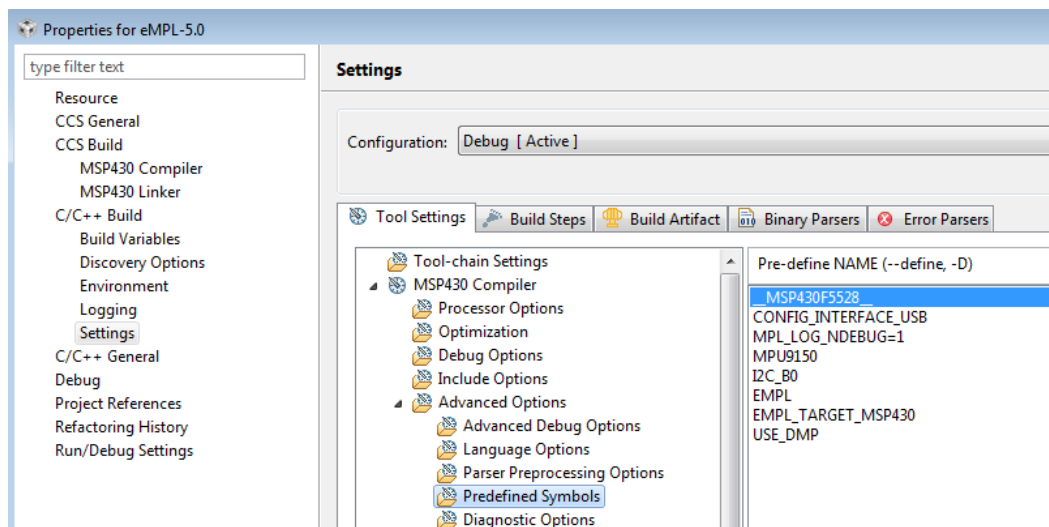 Properties for eMPL-5.0
type filter text
Resource
CCS General
CCS Build
MSP430 Compiler
MSP430 Linker
C/C++ Build
Build Variables
Discovery Options
Environment
Logging
Settings
C/C++ General
Debug
Project References
Refactoring History
Run/Debug Settings
Settings
Configuration: Debug [ Active ]
Tool Settings Build Steps Build Artifact Binary Parsers Error Parsers
Tool-chain Settings
MSP430 Compiler
Processor Options
Optimization
Debug Options
Include Options
Advanced Options
Advanced Debug Options
Language Options
Parser Preprocessing Options
Predefined Symbols
Diagnostic Options
Pre-define NAME (--define, -D)
__MSP430F5528__
CONFIG_INTERFACE_USB
MPL_LOG_NDEBUG=1
MPU9150
I2C_B0
EMPL
EMPL_TARGET_MSP430
USE_DMP